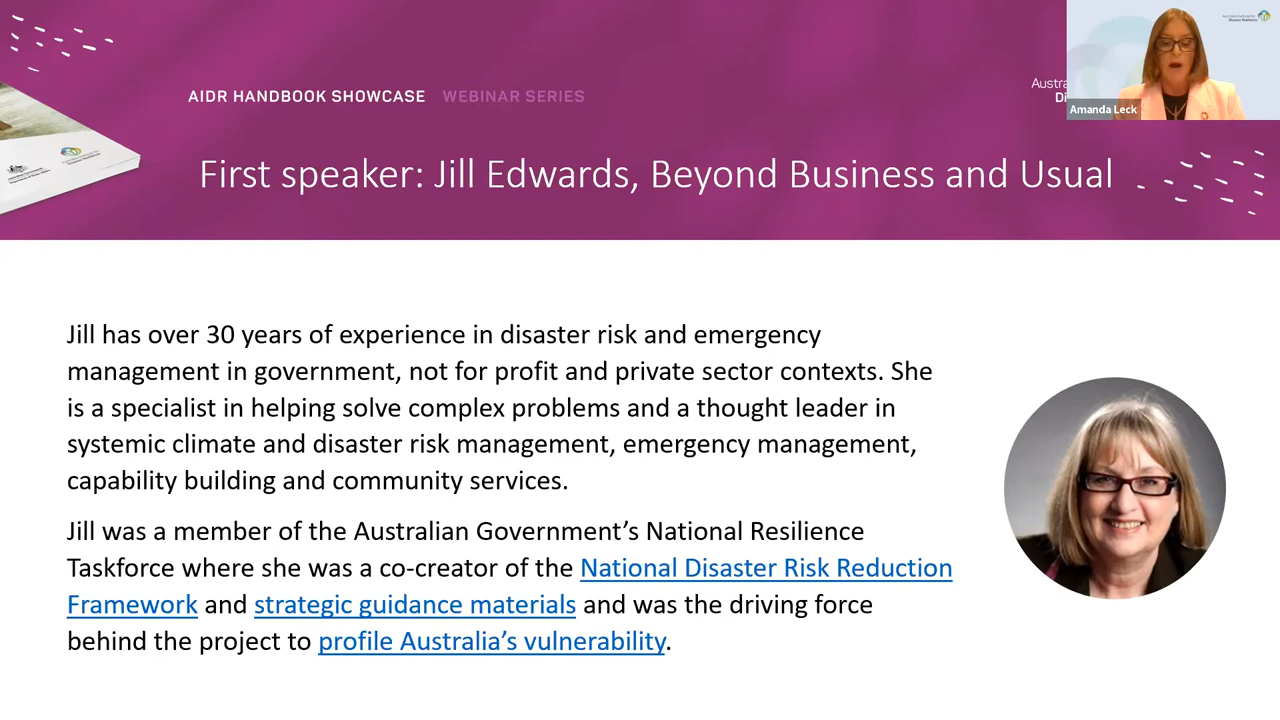 AIDR HANDBOOK SHOWCASE WEBINAR SERIES
Amanda Leck
First speaker: Jill Edwards, Beyond Business and Usual
Jill has over 30 years of experience in disaster risk and emergency
management in government, not for profit and private sector contexts. She
is a specialist in helping solve complex problems and a thought leader in
systemic climate and disaster risk management, emergency management,
capability building and community services.
Jill was a member of the Australian Government’s National Resilience
Taskforce where she was a co-creator of the National Disaster Risk Reduction
Framework and strategic guidance materials and was the driving force
behind the project to profile Australia’s vulnerability.